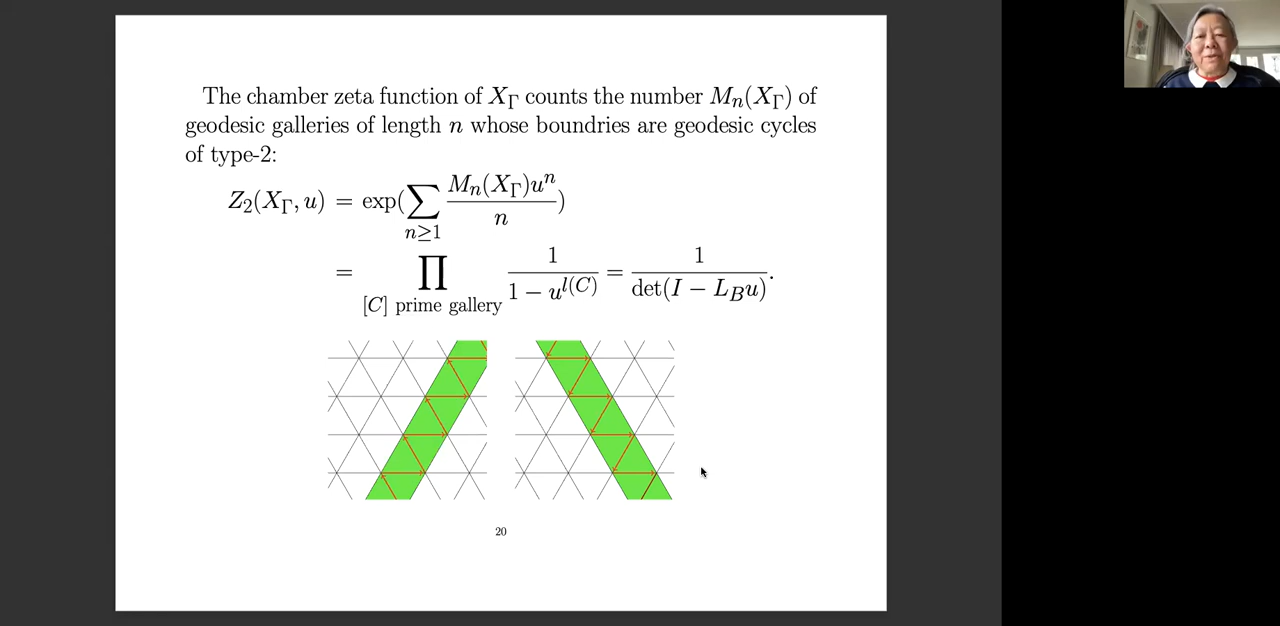 The chamber zeta function of X_Γ counts the number M_n(X_Γ) of
geodesic galleries of length n whose boundries are geodesic cycles
of type-2:
Z_2(X_Γ, u) = exp(∑_{n≥1} M_n(X_Γ)u^n / n)
= ∏_{[C] prime gallery} 1 / (1 − u^{l(C)}) = 1 / det(I − L_B u).
20